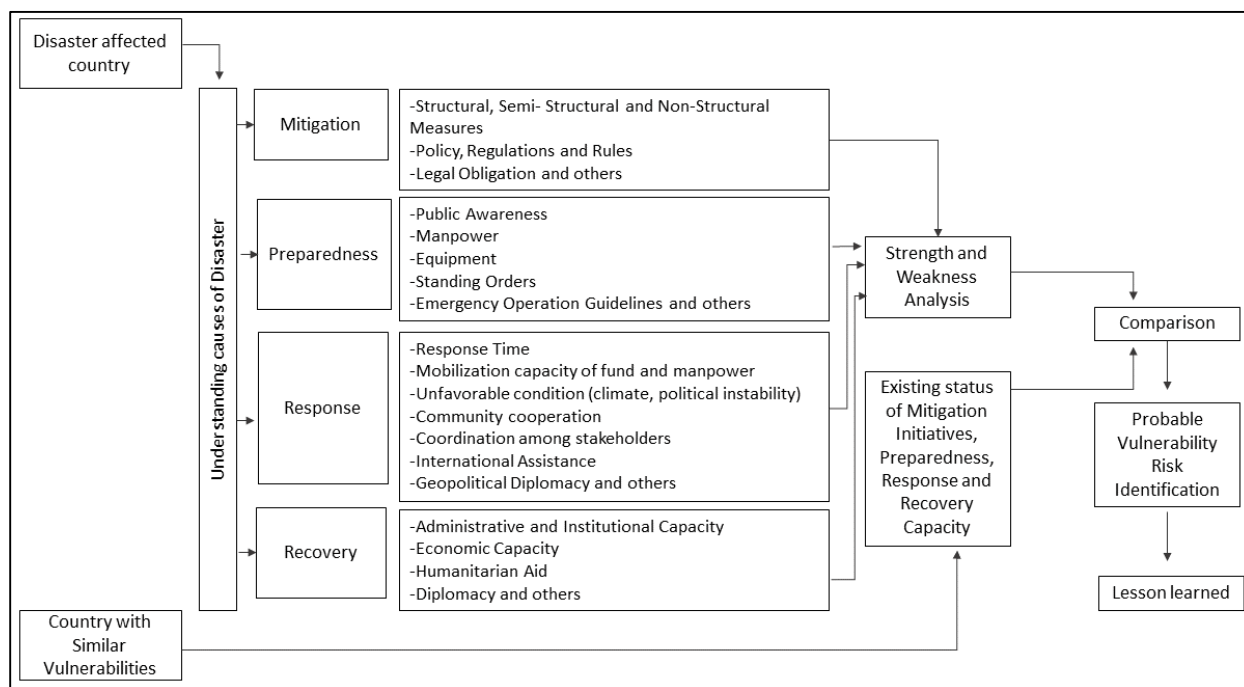 Disaster affected
country
Understanding causes of Disaster
Mitigation
-Structural, Semi- Structural and Non-Structural
Measures
-Policy, Regulations and Rules
-Legal Obligation and others
Preparedness
-Public Awareness
-Manpower
-Equipment
-Standing Orders
-Emergency Operation Guidelines and others
Response
-Response Time
-Mobilization capacity of fund and manpower
-Unfavorable condition (climate, political instability)
-Community cooperation
-Coordination among stakeholders
-International Assistance
-Geopolitical Diplomacy and others
Recovery
-Administrative and Institutional Capacity
-Economic Capacity
-Humanitarian Aid
-Diplomacy and others
Country with
Similar
Vulnerabilities
Strength and
Weakness
Analysis
Existing status
of Mitigation
Initiatives,
Preparedness,
Response and
Recovery
Capacity
Comparison
Probable
Vulnerability
Risk
Identification
Lesson learned